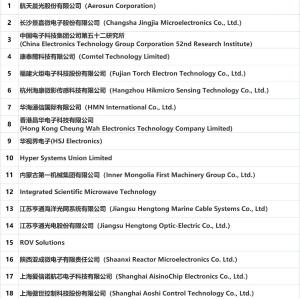 1 航天晨光股份有限公司 (Aerosun Corporation)
2 长沙景嘉微电子股份有限公司 (Changsha Jingjia Microelectronics Co., Ltd.)
3 中国电子科技集团公司第五十二研究所
(China Electronics Technology Group Corporation 52nd Research Institute)
4 康泰隆科技有限公司 (Comtel Technology Limited)
5 福建火炬电子科技股份有限公司 (Fujian Torch Electron Technology Co., Ltd.)
6 杭州海康微影传感科技有限公司 (Hangzhou Hikmicro Sensing Technology Co., Ltd.)
7 华海通信国际有限公司 (HMN International Co., Ltd.)
8 香港昌华电子科技有限公司
(Hong Kong Cheung Wah Electronics Technology Company Limited)
9 华视界电子(HSJ Electronics)
10 Hyper Systems Union Limited
11 内蒙古第一机械集团有限公司 (Inner Mongolia First Machinery Group Co., Ltd.)
12 Integrated Scientific Microwave Technology
13 江苏亨通海洋光网系统有限公司 (Jiangsu Hengtong Marine Cable Systems Co., Ltd.)
14 江苏亨通光电股份有限公司 (Jiangsu Hengtong Optic-Electric Co., Ltd.)
15 ROV Solutions
16 陕西亚成微电子有限责任公司 (Shaanxi Reactor Microelectronics Co. Ltd.)
17 上海爱信诺航芯电子科技有限公司 (Shanghai AisinoChip Electronics Co., Ltd.)
18 上海傲世控制科技股份有限公司 (Shanghai Aoshi Control Technology Co., Ltd.)